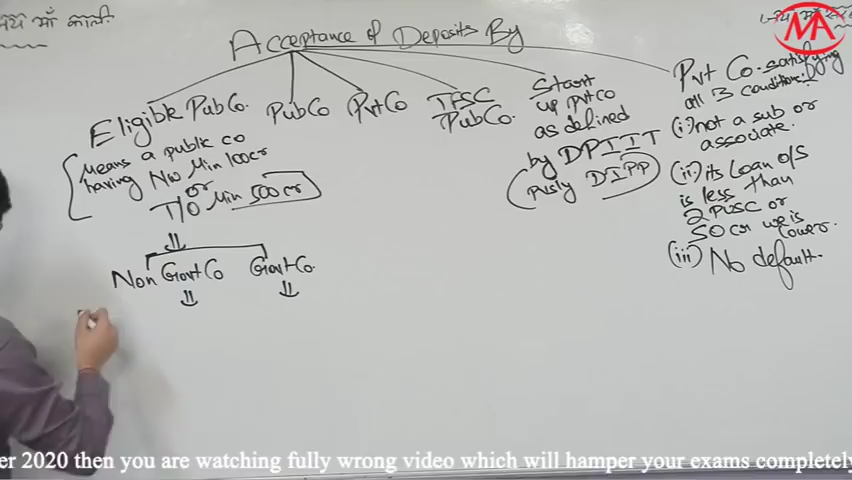 जय माँ काली
जय माँ
MA
Acceptance of Deposits By
Eligible Pub Co.
Pub Co
Pvt Co
IFSC
Pub Co.
Start
up pvt co
as defined
by DPIIT
pusly DIPP
Pvt Co. satisfying
all 3 conditions:-
(i) not a sub or
associate.
(ii) its Loan o/s
is less than
2 PUSC or
50 cr w e is
lower.
(iii) No default.
Means a public co
having NW Min 100cr
or
T/O Min 500 cr
Non Govt Co
Govt Co.
er 2020 then you are watching fully wrong video which will hamper your exams completely